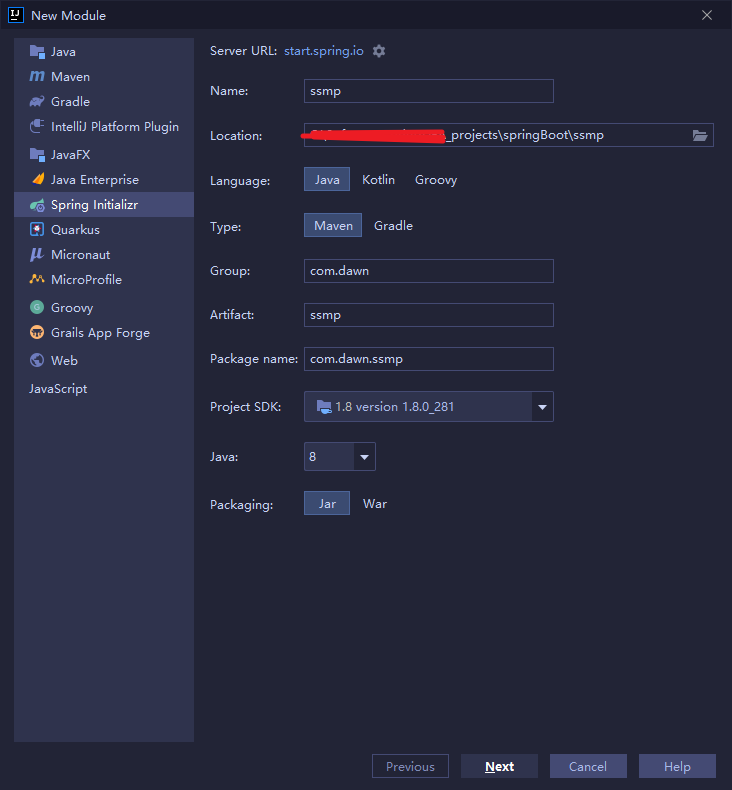 New Module
Java
Maven
Gradle
IntelliJ Platform Plugin
JavaFX
Java Enterprise
Spring Initializr
Quarkus
Micronaut
MicroProfile
Groovy
Grails App Forge
Web
JavaScript
Server URL: start.spring.io
Name: ssmp
Location: \_projects\springBoot\ssmp
Language: Java Kotlin Groovy
Type: Maven Gradle
Group: com.dawn
Artifact: ssmp
Package name: com.dawn.ssmp
Project SDK: 1.8 version 1.8.0_281
Java: 8
Packaging: Jar War
Previous Next Cancel Help